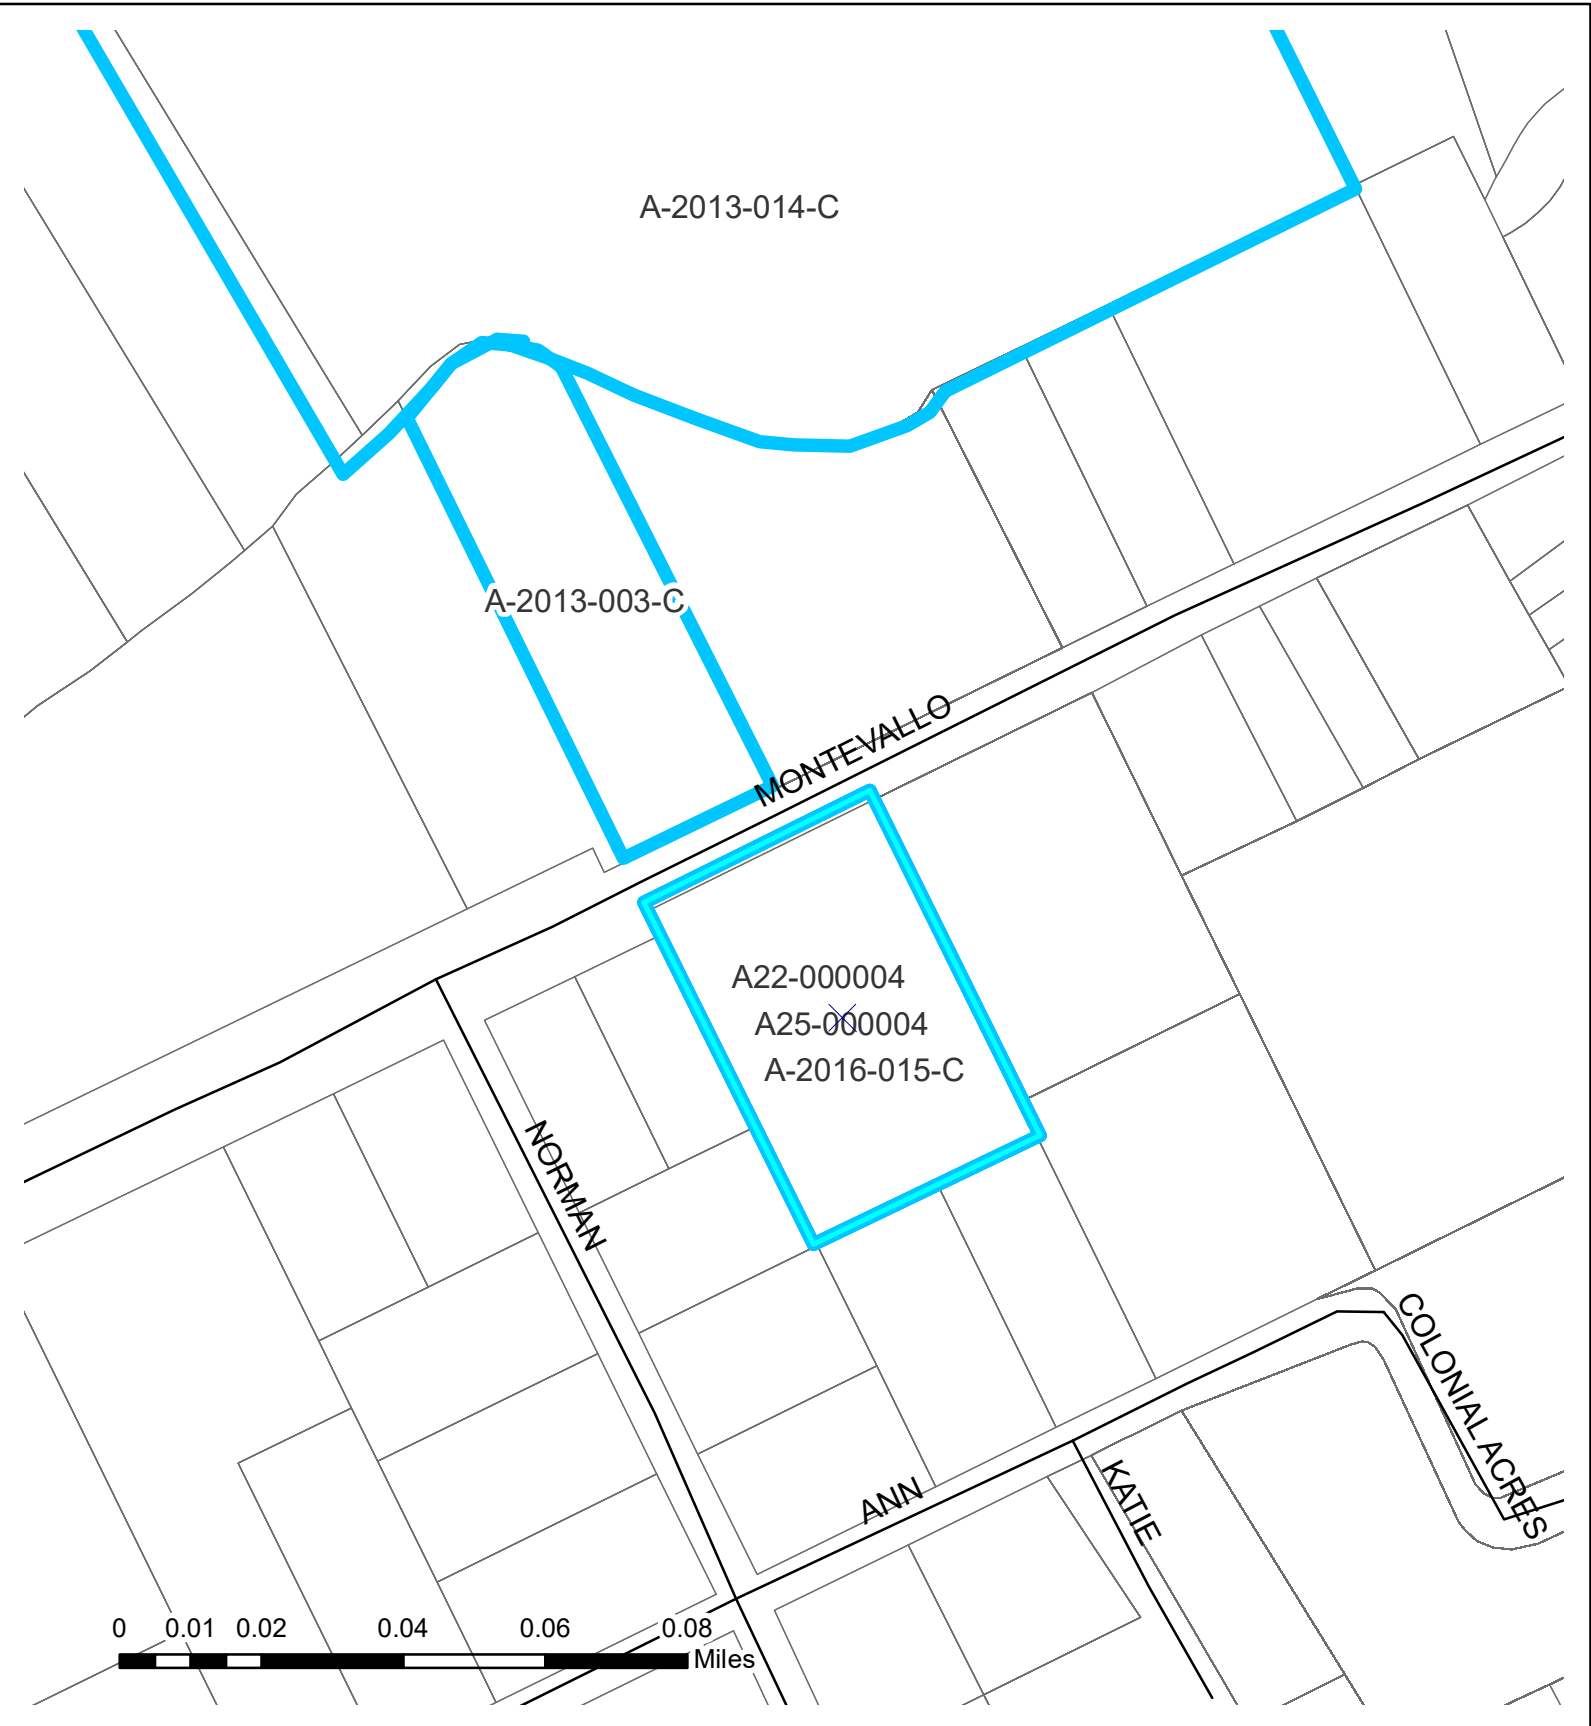 A-2013-014-C
A-2013-003-C
MONTEVALLO
A22-000004
A25-000004
A-2016-015-C
NORMAN
COLONIAL ACRES
ANN
KATIE
0 0.01 0.02 0.04 0.06 0.08
Miles